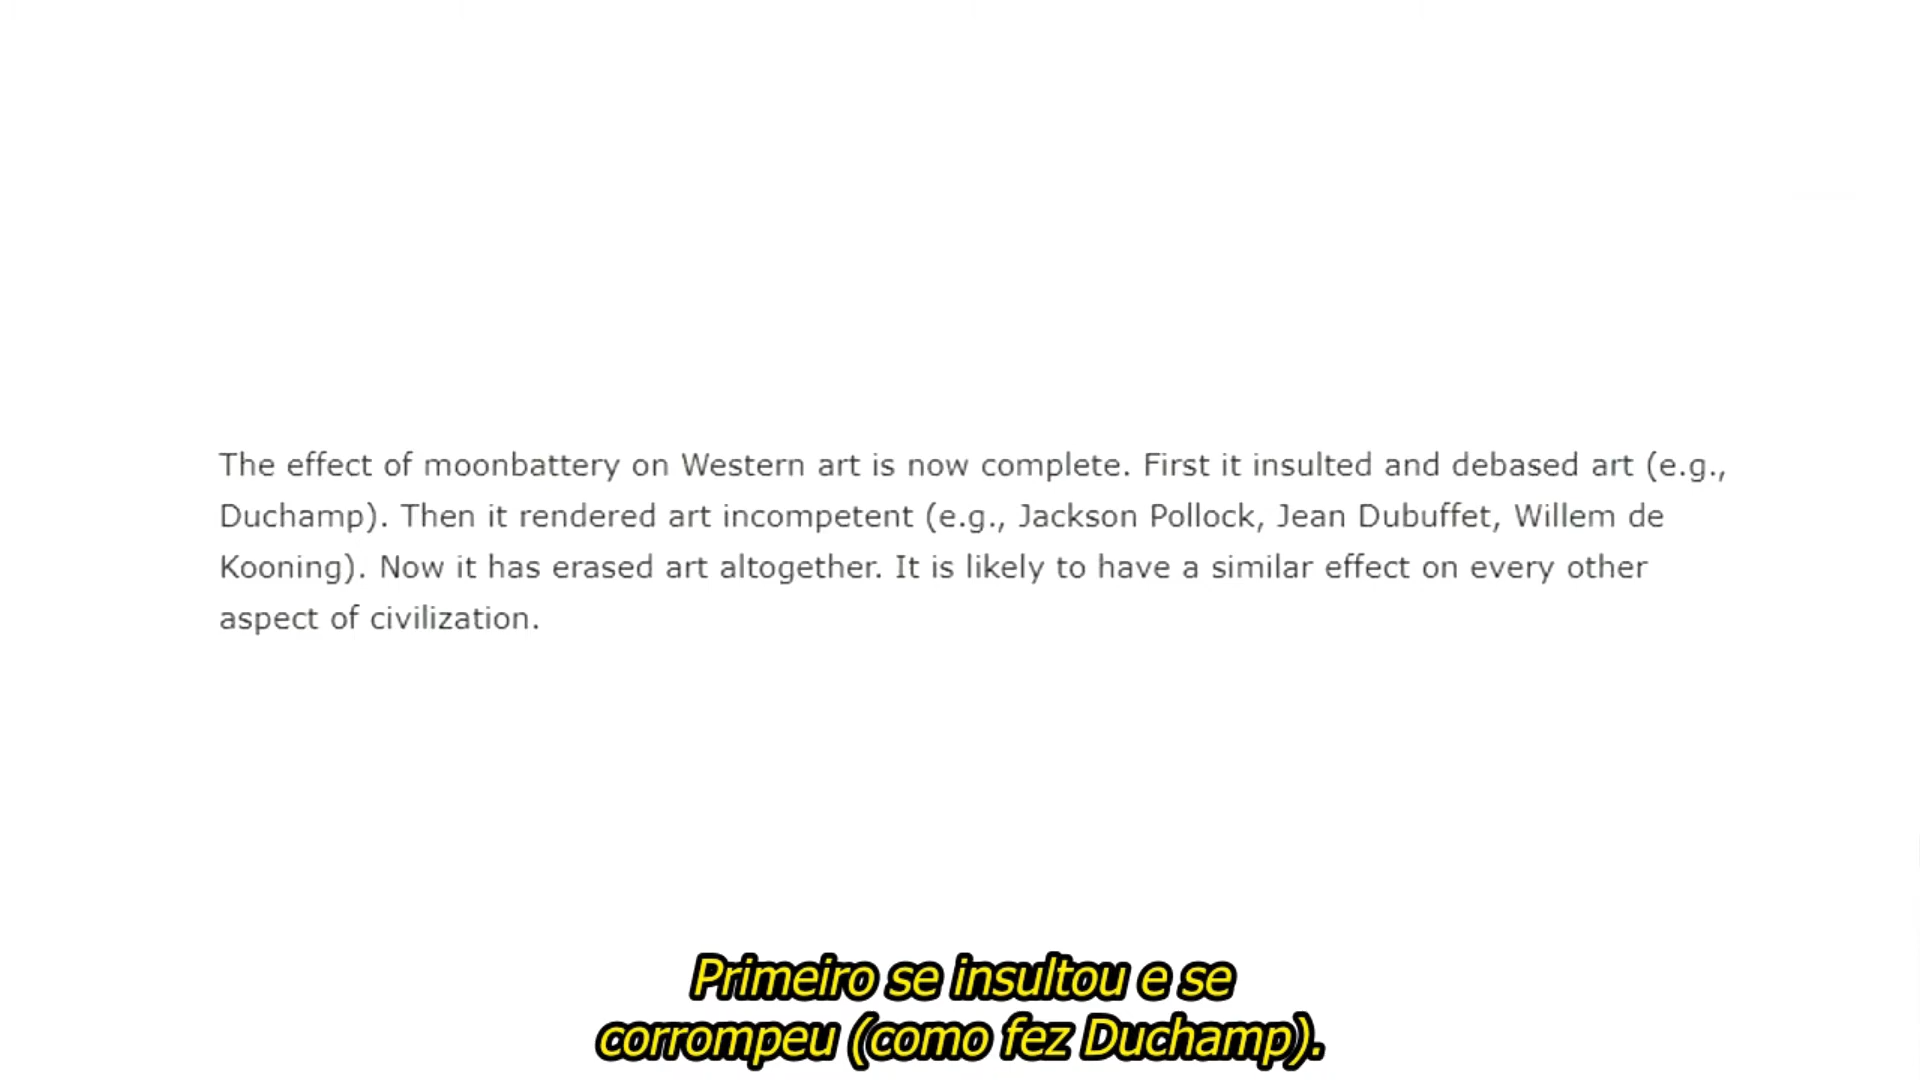 The effect of moonbattery on Western art is now complete. First it insulted and debased art (e.g.,
Duchamp). Then it rendered art incompetent (e.g., Jackson Pollock, Jean Dubuffet, Willem de
Kooning). Now it has erased art altogether. It is likely to have a similar effect on every other
aspect of civilization.
Primeiro se insultou e se
corrompeu (como fez Duchamp).